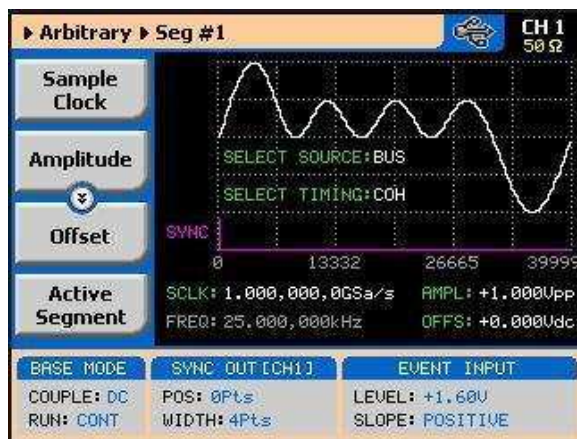 Arbitrary Seg #1
CH 1
50 Ω
Sample
Clock
Amplitude
Offset
Active
Segment
SELECT SOURCE:BUS
SELECT TIMING:COH
SYNC
0 13332 26665 39999
SCLK: 1.000,000,0GSa/s AMPL: +1.000Vpp
FREQ: 25.000,000kHz OFFS: +0.000Vdc
BASE MODE SYNC OUT[CH1] EVENT INPUT
COUPLE: DC POS: 0Pts LEVEL: +1.60V
RUN: CONT WIDTH: 4Pts SLOPE: POSITIVE